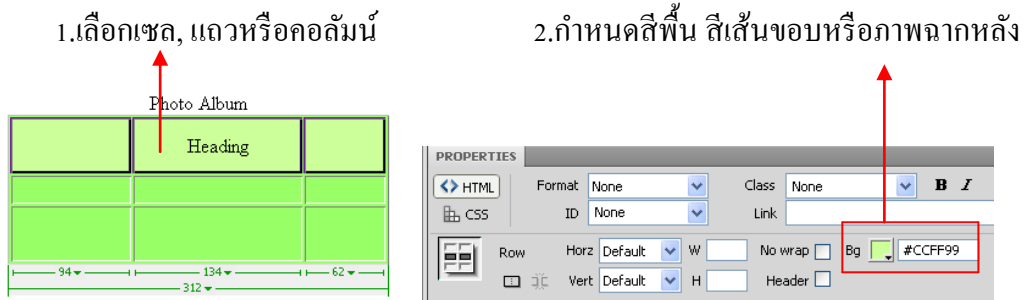 1.เลือกเซล, แถวหรือคอลัมน์
2.กำหนดสีพื้น สีเส้นขอบหรือภาพฉากหลัง
Photo Album
Heading
94
134
62
312
PROPERTIES
<> HTML Format None Class None B I
CSS ID None Link
Row Horz Default W No wrap Bg #CCFF99
Vert Default H Header